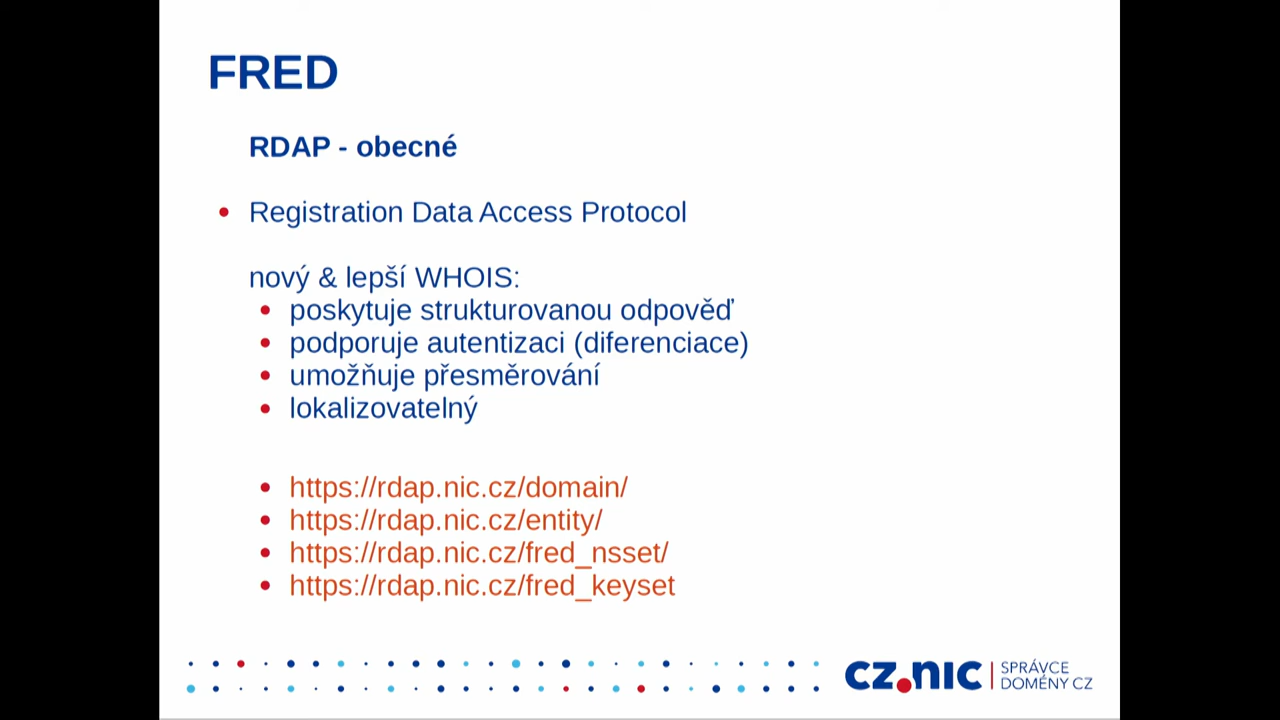 FRED
RDAP - obecné
Registration Data Access Protocol
nový & lepší WHOIS:
poskytuje strukturovanou odpověď
podporuje autentizaci (diferenciace)
umožňuje přesměrování
lokalizovatelný
https://rdap.nic.cz/domain/
https://rdap.nic.cz/entity/
https://rdap.nic.cz/fred_nsset/
https://rdap.nic.cz/fred_keyset
CZ.NIC
SPRÁVCE
DOMÉNY CZ